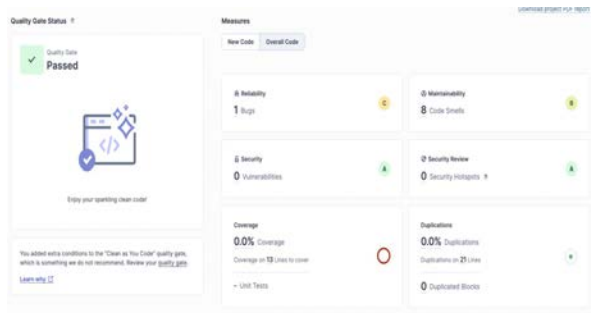 Download project PDF report
Quality Gate Status ?
Measures
New Code Overall Code
Quality Gate
Passed
Enjoy your sparkling clean code!
You added extra conditions to the "Clean as You Code" quality gate,
which is something we do not recommend. Review your quality gate.
Learn why
Reliability
1 Bugs
C
Maintainability
8 Code Smells
Security
0 Vulnerabilities
A
Security Review
0 Security Hotspots ?
A
Coverage
0.0% Coverage
Coverage on 13 Lines to cover
- Unit Tests
Duplications
0.0% Duplications
Duplications on 21 Lines
0 Duplicated Blocks